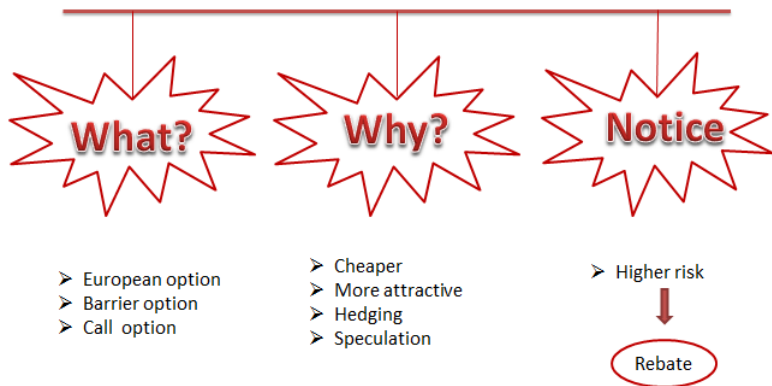 What?
Why?
Notice
European option
Barrier option
Call option
Cheaper
More attractive
Hedging
Speculation
Higher risk
Rebate